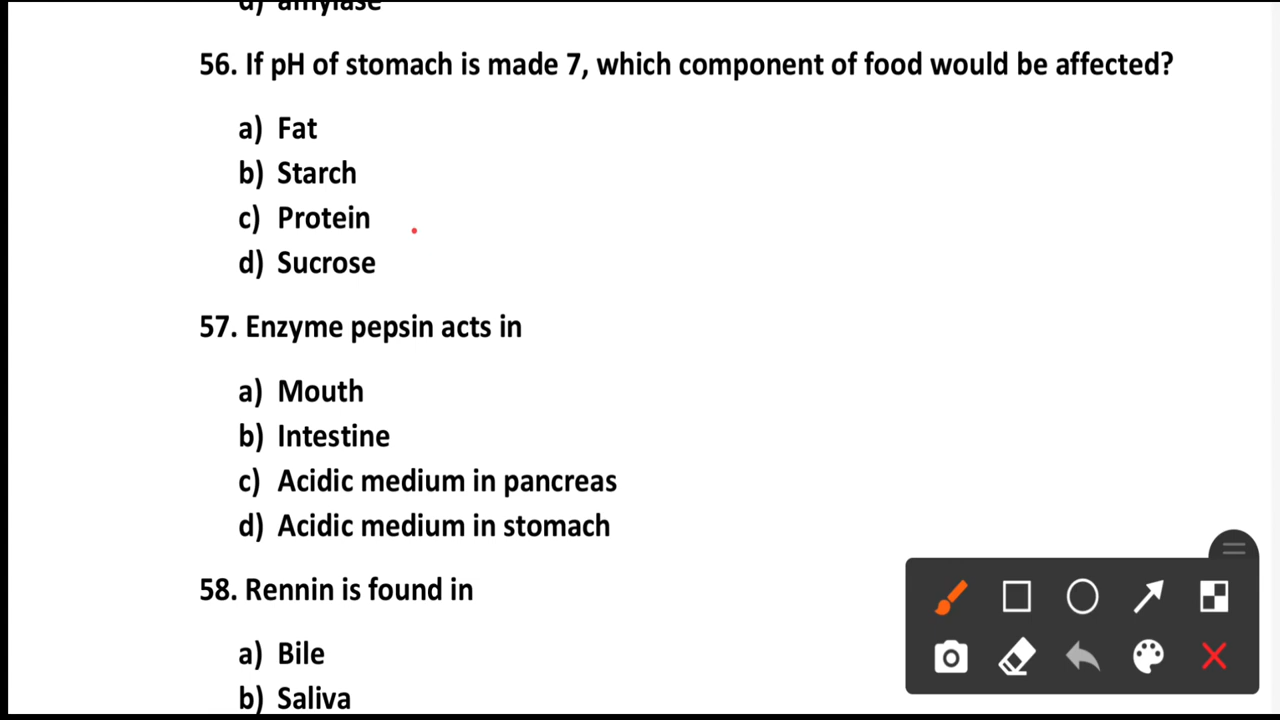 d) amylase
56. If pH of stomach is made 7, which component of food would be affected?
a) Fat
b) Starch
c) Protein
d) Sucrose
57. Enzyme pepsin acts in
a) Mouth
b) Intestine
c) Acidic medium in pancreas
d) Acidic medium in stomach
58. Rennin is found in
a) Bile
b) Saliva